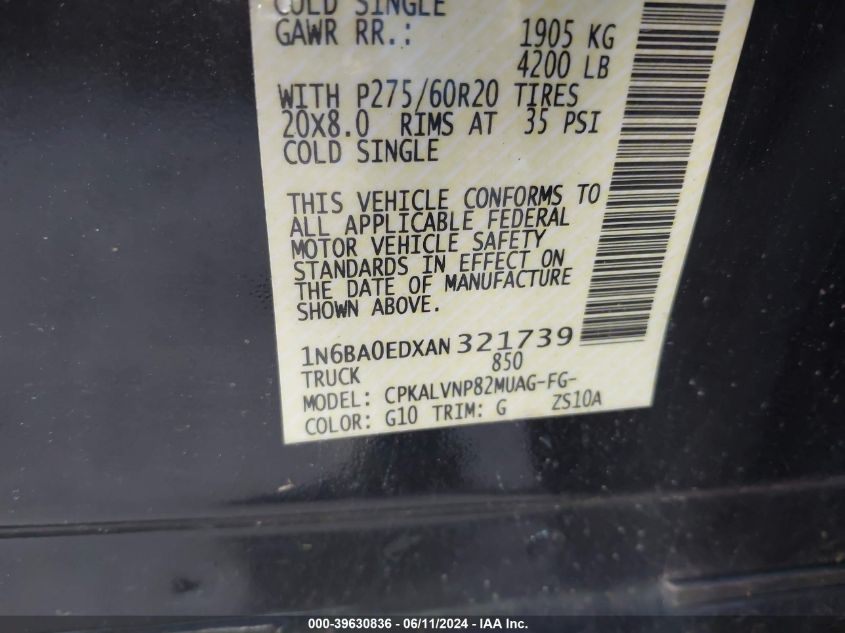 COLD SINGLE
GAWR RR.: 1905 KG
4200 LB
WITH P275/60R20 TIRES
20X8.0 RIMS AT 35 PSI
COLD SINGLE
THIS VEHICLE CONFORMS TO
ALL APPLICABLE FEDERAL
MOTOR VEHICLE SAFETY
STANDARDS IN EFFECT ON
THE DATE OF MANUFACTURE
SHOWN ABOVE.
1N6BA0EDXAN 321739
TRUCK 850
MODEL: CPKALVNP82MUAG-FG-
COLOR: G10 TRIM: G ZS10A
000-39630836 - 06/11/2024 - IAA Inc.